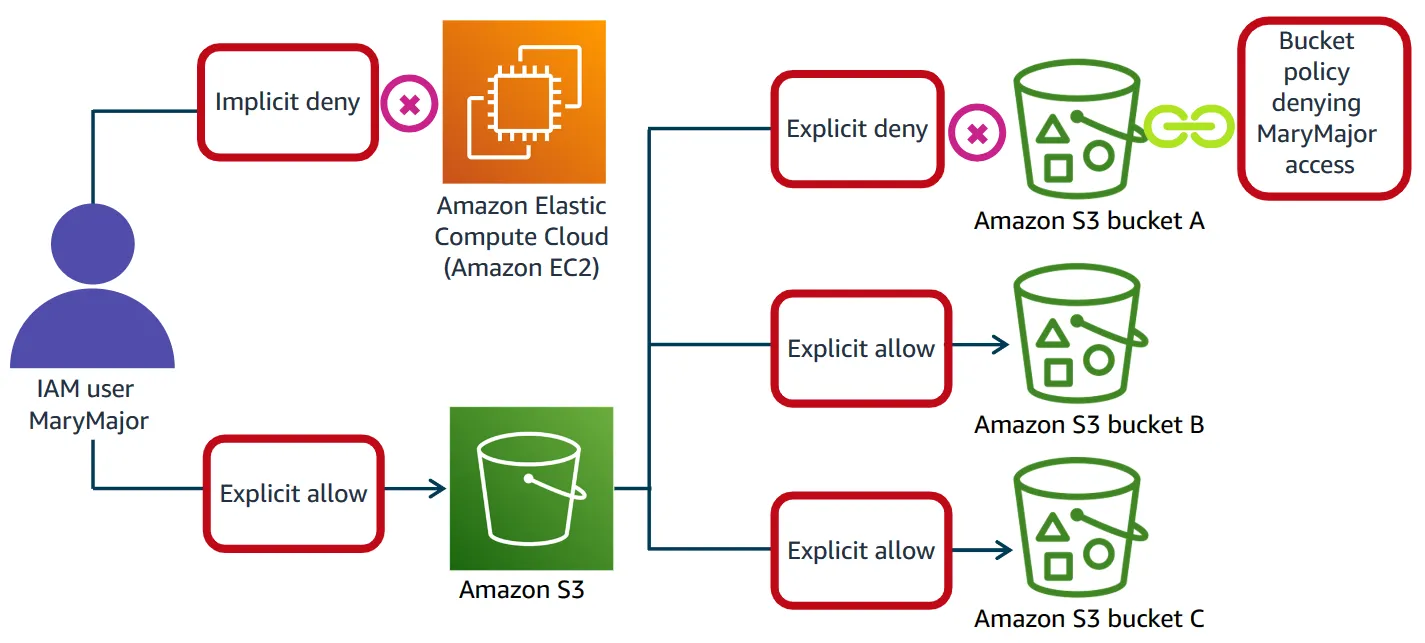 Implicit deny
Amazon Elastic
Compute Cloud
(Amazon EC2)
IAM user
MaryMajor
Explicit allow
Amazon S3
Explicit deny
Bucket
policy
denying
MaryMajor
access
Amazon S3 bucket A
Explicit allow
Amazon S3 bucket B
Explicit allow
Amazon S3 bucket C